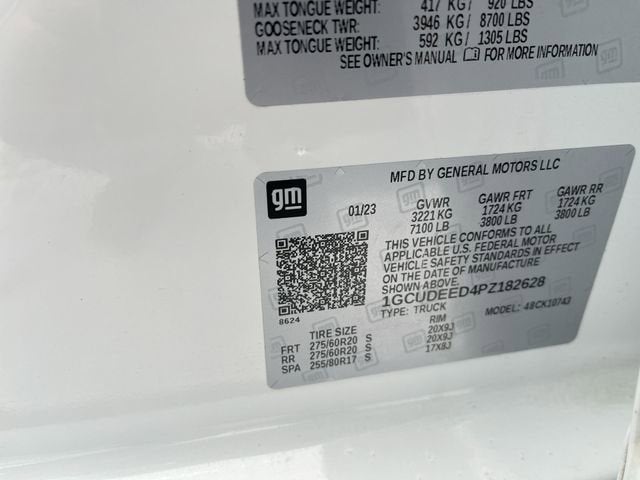 MAX TONGUE WEIGHT: 417 KG/ 920 LBS
GOOSENECK TWR: 3946 KG/ 8700 LBS
MAX TONGUE WEIGHT: 592 KG/ 1305 LBS
SEE OWNER'S MANUAL FOR MORE INFORMATION
MFD BY GENERAL MOTORS LLC
gm
01/23 GVWR GAWR FRT GAWR RR
3221 KG 1724 KG 1724 KG
7100 LB 3800 LB 3800 LB
THIS VEHICLE CONFORMS TO ALL
APPLICABLE U.S. FEDERAL MOTOR
VEHICLE SAFETY STANDARDS IN EFFECT
ON THE DATE OF MANUFACTURE
SHOWN ABOVE.
1GCUDEED4PZ182628
8624 TYPE: TRUCK MODEL: 4BCK10743
TIRE SIZE RIM
FRT 275/60R20 S 20X9J
RR 275/60R20 S 20X9J
SPA 255/80R17 S 17X8J